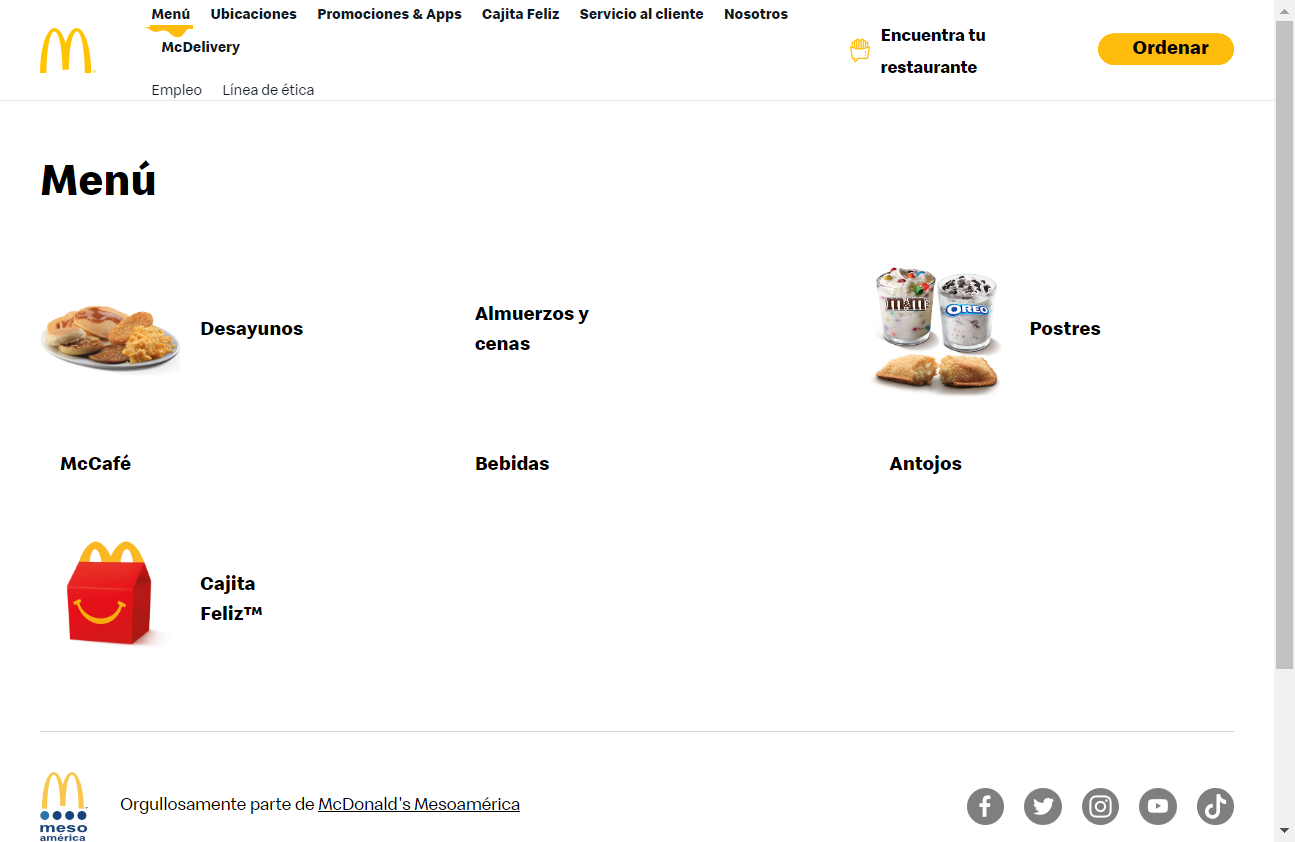 Menú Ubicaciones Promociones & Apps Cajita Feliz Servicio al cliente Nosotros
McDelivery
Empleo Línea de ética
Encuentra tu
restaurante
Ordenar
Menú
Desayunos
Almuerzos y
cenas
m&m's
OREO
Postres
McCafé
Bebidas
Antojos
Cajita
Feliz™
meso
américa
Orgullosamente parte de McDonald's Mesoamérica